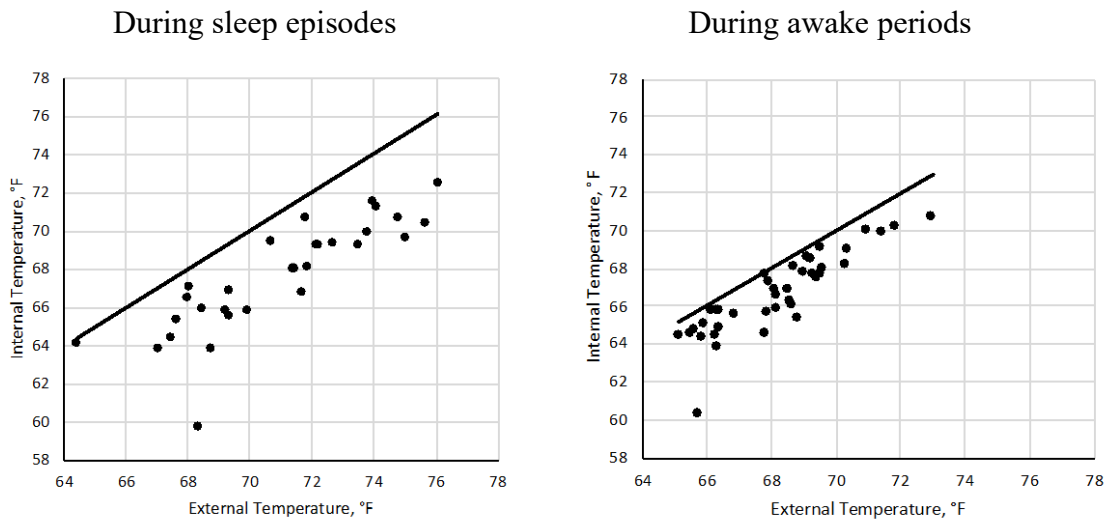 During sleep episodes
During awake periods
78
76
74
72
70
68
66
64
62
60
58
Internal Temperature, °F
64 66 68 70 72 74 76 78
External Temperature, °F
78
76
74
72
70
68
66
64
62
60
58
Internal Temperature, °F
64 66 68 70 72 74 76 78
External Temperature, °F